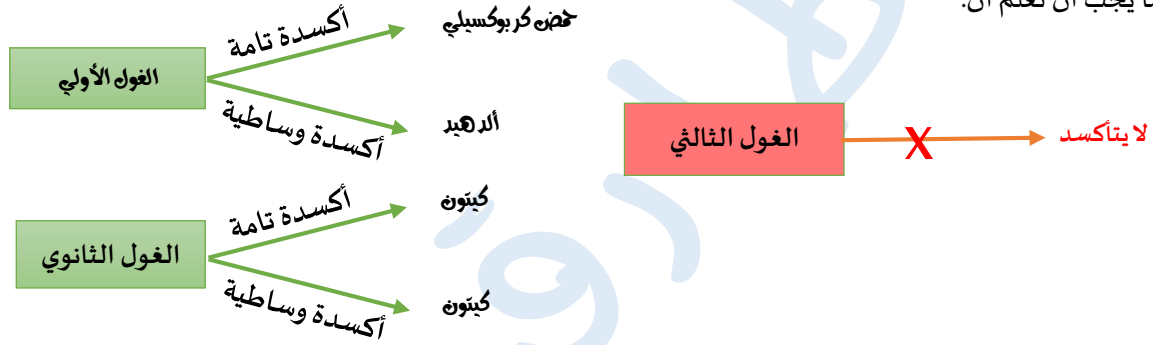 ما يجب أن تعلم أن:
أكسدة تامة
حمض كربوكسيلي
الغول الأولي
أكسدة وساطية
ألدهيد
الغول الثالثي
X
لا يتأكسد
أكسدة تامة
كيتون
الغول الثانوي
أكسدة وساطية
كيتون